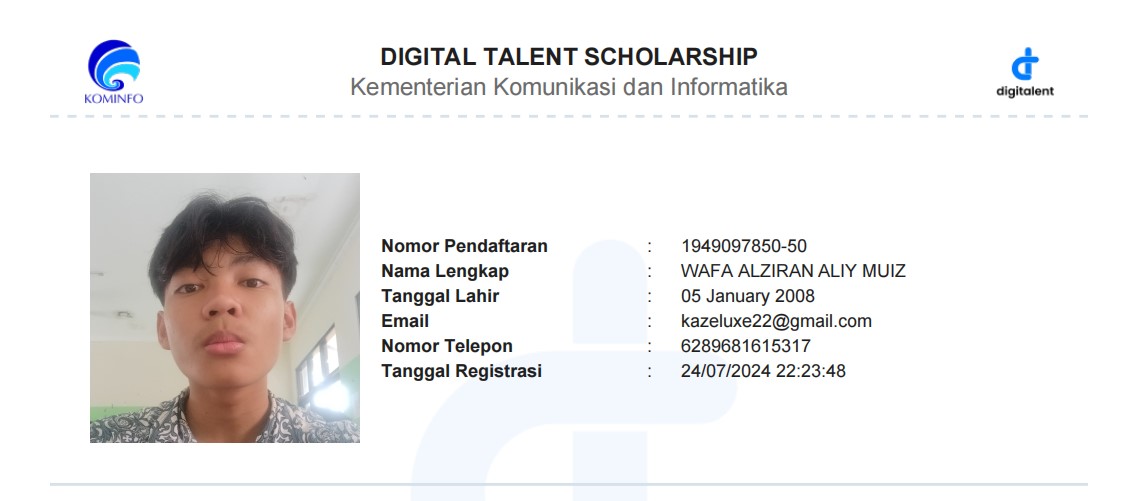 DIGITAL TALENT SCHOLARSHIP
Kementerian Komunikasi dan Informatika
KOMINFO
digitalent
Nomor Pendaftaran : 1949097850-50
Nama Lengkap : WAFA ALZIRAN ALIY MUIZ
Tanggal Lahir : 05 January 2008
Email : kazeluxe22@gmail.com
Nomor Telepon : 6289681615317
Tanggal Registrasi : 24/07/2024 22:23:48